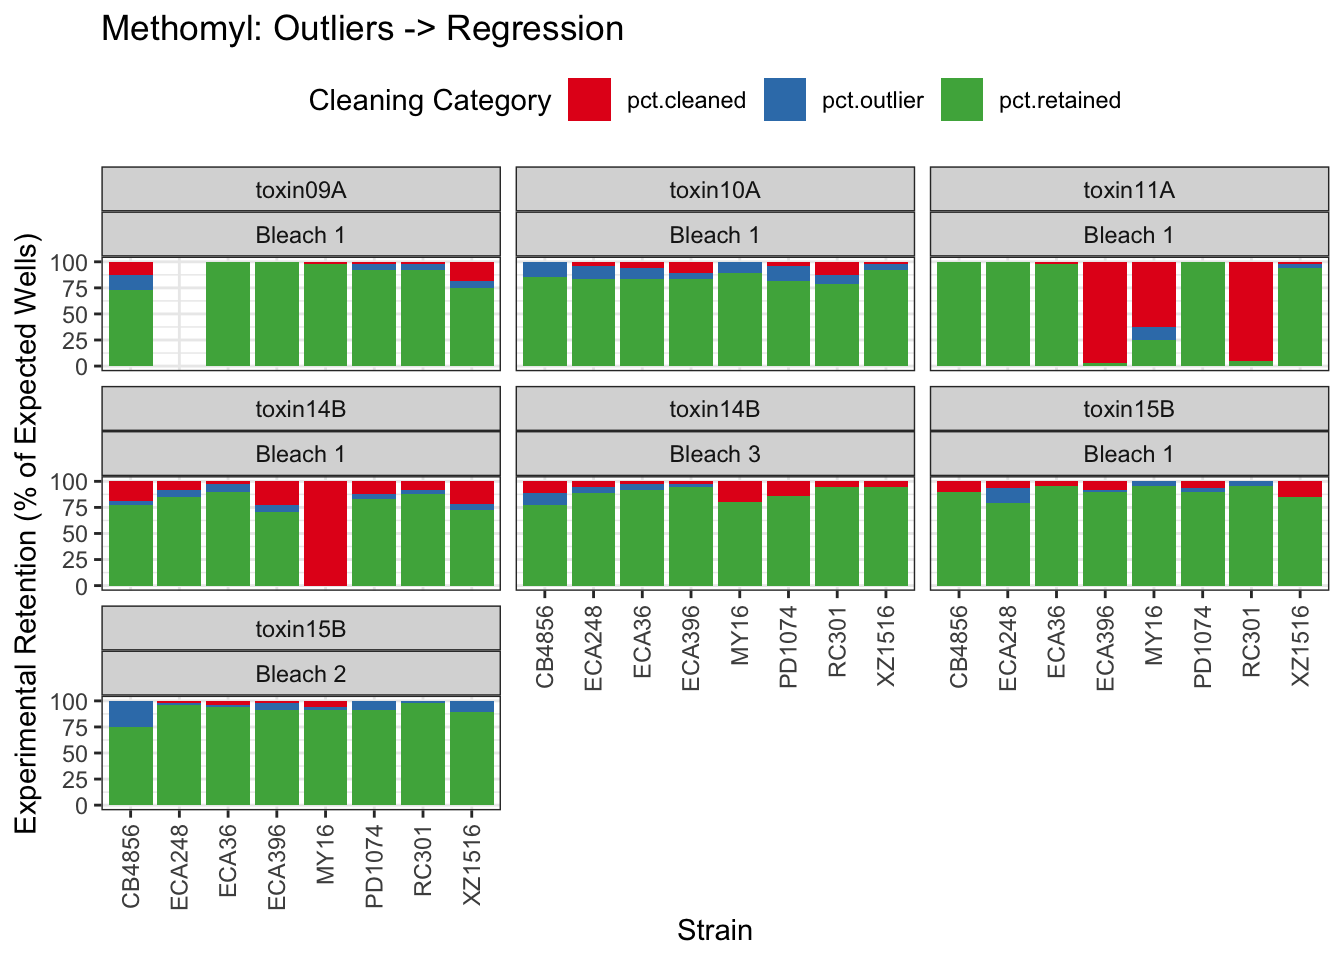 Methomyl: Outliers -> Regression
Cleaning Category pct.cleaned pct.outlier pct.retained
Experimental Retention (% of Expected Wells)
toxin09A toxin10A toxin11A
Bleach 1 Bleach 1 Bleach 1
100
75
50
25
0
toxin14B toxin14B toxin15B
Bleach 1 Bleach 3 Bleach 1
100
75
50
25
0
CB4856 ECA248 ECA36 ECA396 MY16 PD1074 RC301 XZ1516 CB4856 ECA248 ECA36 ECA396 MY16 PD1074 RC301 XZ1516
toxin15B
Bleach 2
100
75
50
25
0
CB4856 ECA248 ECA36 ECA396 MY16 PD1074 RC301 XZ1516
Strain